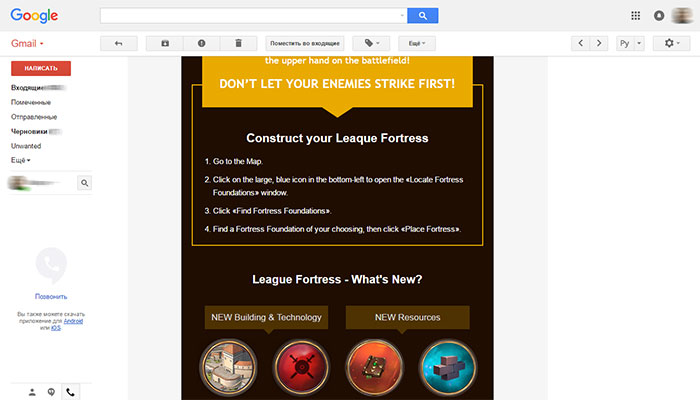 Google
Gmail
Поместить во входящие
Ещё
Ру
НАПИСАТЬ
Входящие
Помеченные
Отправленные
Черновики
Unwanted
Ещё
Позвонить
Вы также можете скачать
приложение для Android
или iOS.
the upper hand on the battlefield!
DON'T LET YOUR ENEMIES STRIKE FIRST!
Construct your Leaque Fortress
1. Go to the Map.
2. Click on the large, blue icon in the bottom-left to open the «Locate Fortress
Foundations» window.
3. Click «Find Fortress Foundations».
4. Find a Fortress Foundation of your choosing, then click «Place Fortress».
League Fortress - What's New?
NEW Building & Technology
NEW Resources